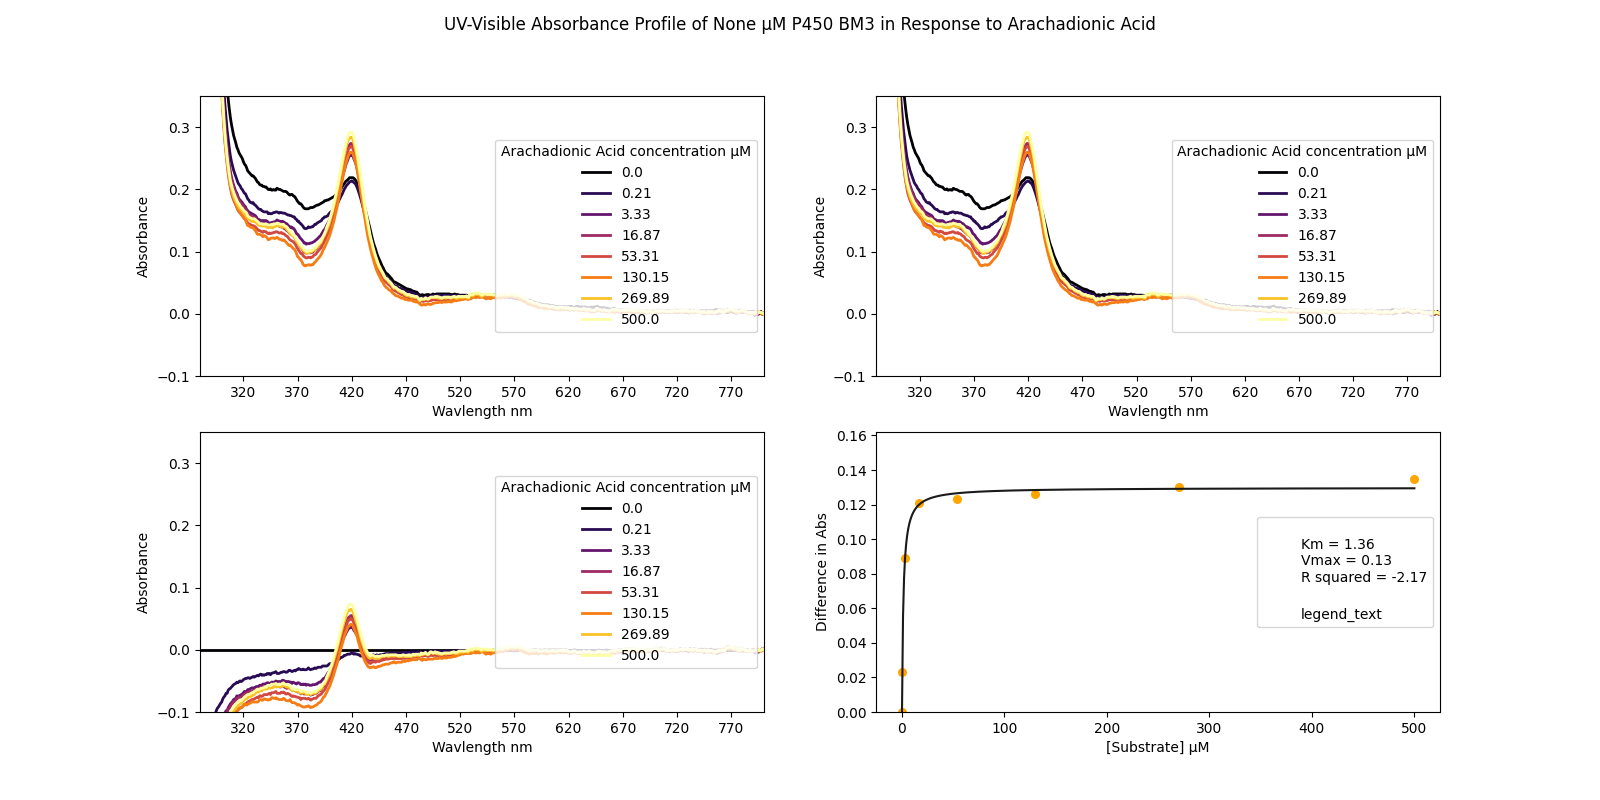 UV-Visible Absorbance Profile of None μM P450 BM3 in Response to Arachadionic Acid
0.3
0.2
0.1
0.0
−0.1
Absorbance
320 370 420 470 520 570 620 670 720 770
Wavlength nm
Arachadionic Acid concentration μM
0.0
0.21
3.33
16.87
53.31
130.15
269.89
500.0
0.3
0.2
0.1
0.0
−0.1
Absorbance
320 370 420 470 520 570 620 670 720 770
Wavlength nm
Arachadionic Acid concentration μM
0.0
0.21
3.33
16.87
53.31
130.15
269.89
500.0
0.3
0.2
0.1
0.0
−0.1
Absorbance
320 370 420 470 520 570 620 670 720 770
Wavlength nm
Arachadionic Acid concentration μM
0.0
0.21
3.33
16.87
53.31
130.15
269.89
500.0
0.16
0.14
0.12
0.10
0.08
0.06
0.04
0.02
0.00
Difference in Abs
0 100 200 300 400 500
[Substrate] μM
Km = 1.36
Vmax = 0.13
R squared = -2.17
legend_text